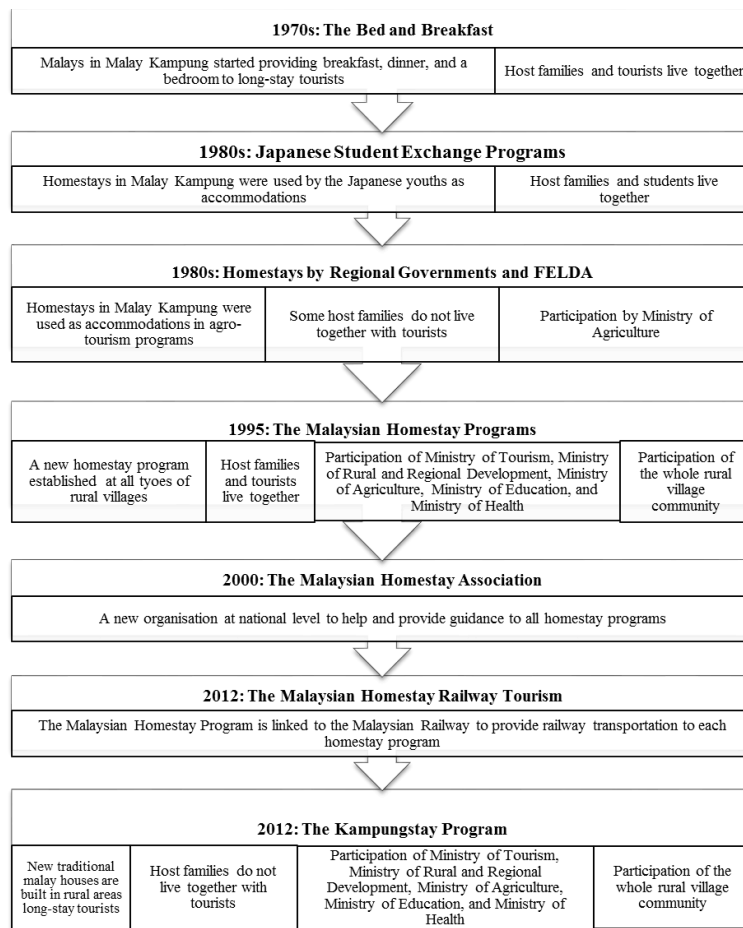 1970s: The Bed and Breakfast
Malays in Malay Kampung started providing breakfast, dinner, and a
bedroom to long-stay tourists
Host families and tourists live together
1980s: Japanese Student Exchange Programs
Homestays in Malay Kampung were used by the Japanese youths as
accommodations
Host families and students live
together
1980s: Homestays by Regional Governments and FELDA
Homestays in Malay Kampung were
used as accommodations in agro-
tourism programs
Some host families do not live
together with tourists
Participation by Ministry of
Agriculture
1995: The Malaysian Homestay Programs
A new homestay program
established at all tyoes of
rural villages
Host families
and tourists
live together
Participation of Ministry of Tourism, Ministry
of Rural and Regional Development, Ministry
of Agriculture, Ministry of Education, and
Ministry of Health
Participation of
the whole rural
village
community
2000: The Malaysian Homestay Association
A new organisation at national level to help and provide guidance to all homestay programs
2012: The Malaysian Homestay Railway Tourism
The Malaysian Homestay Program is linked to the Malaysian Railway to provide railway transportation to each
homestay program
2012: The Kampungstay Program
New traditional
malay houses are
built in rural areas
long-stay tourists
Host families do not
live together with
tourists
Participation of Ministry of Tourism,
Ministry of Rural and Regional
Development, Ministry of Agriculture,
Ministry of Education, and Ministry of
Health
Participation of the
whole rural village
community